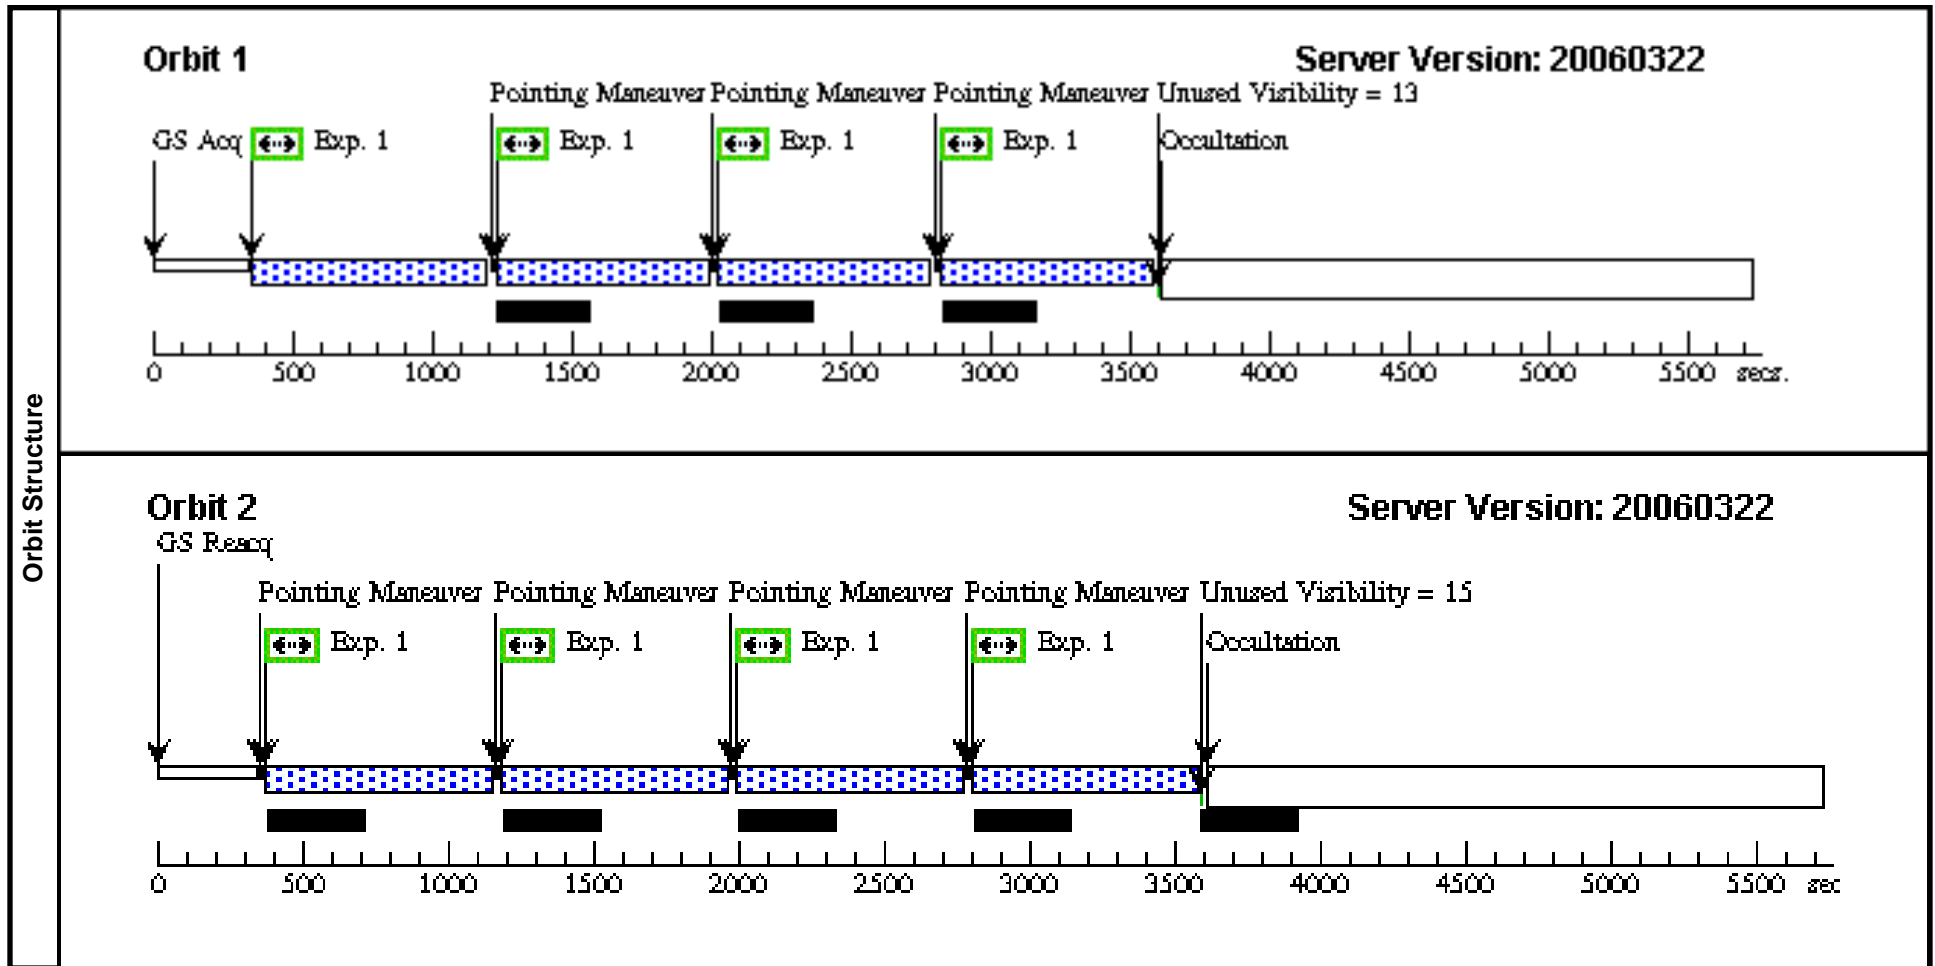 Orbit Structure
Orbit 1 Server Version: 20060322
Pointing Maneuver Pointing Maneuver Pointing Maneuver Unused Visibility = 13
GS Acq Exp. 1 Exp. 1 Exp. 1 Exp. 1 Occultation
0 500 1000 1500 2000 2500 3000 3500 4000 4500 5000 5500 secs.
Orbit 2 Server Version: 20060322
GS Reacq
Pointing Maneuver Pointing Maneuver Pointing Maneuver Pointing Maneuver Unused Visibility = 15
Exp. 1 Exp. 1 Exp. 1 Exp. 1 Occultation
0 500 1000 1500 2000 2500 3000 3500 4000 4500 5000 5500 sec